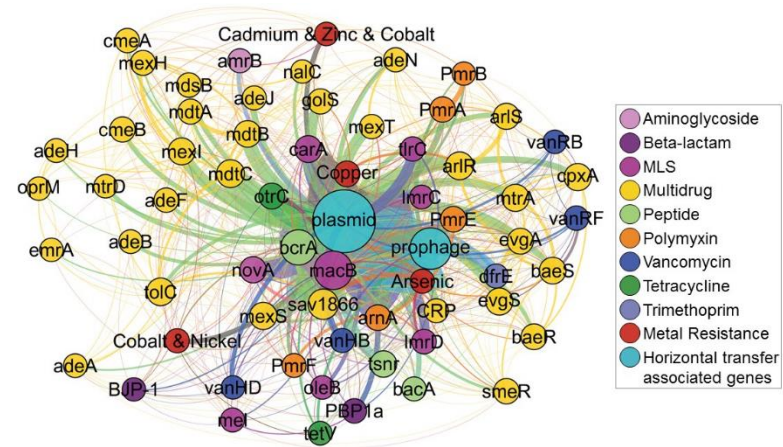 Cadmium & Zinc & Cobalt
cmeA
mexH
amrB
nalC
adeN
PmrB
mdsB
adeJ
golS
mdtA
PmrA
arlS
cmeB
mdtB
mexT
vanRB
adeH
mexI
carA
tlrC
arlR
cpxA
mdtC
Copper
oprM
mtrD
adeF
otrC
lmrC
mtrA
plasmid
PmrE
vanRF
emrA
adeB
bcrA
prophage
evgA
novA
macB
Arsenic
dfrE
baeS
tolC
sav1866
CRP
evgS
mexS
arnA
Cobalt & Nickel
vanHB
lmrD
baeR
adeA
PmrF
tsnr
BJP-1
vanHD
oleB
bacA
smeR
mel
PBP1a
tetV
Aminoglycoside
Beta-lactam
MLS
Multidrug
Peptide
Polymyxin
Vancomycin
Tetracycline
Trimethoprim
Metal Resistance
Horizontal transfer
associated genes